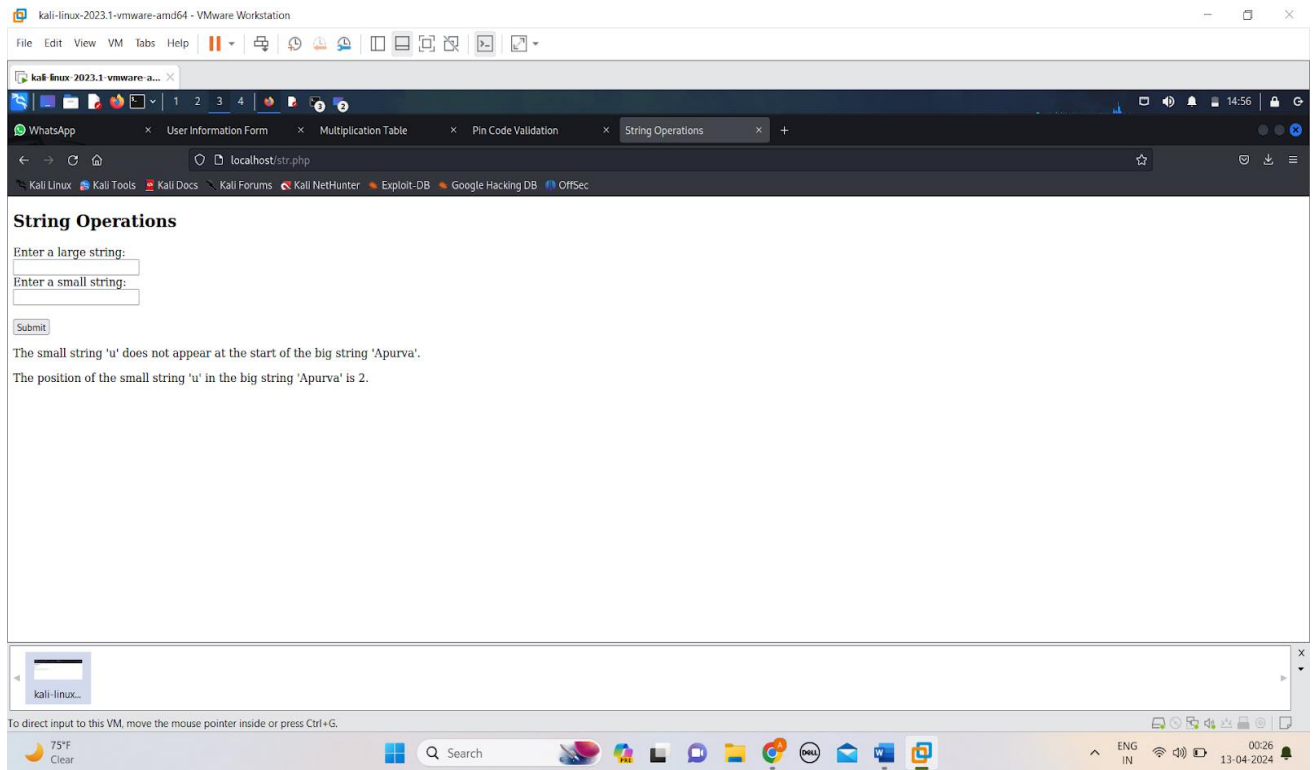 kali-linux-2023.1-vmware-amd64 - VMware Workstation
File Edit View VM Tabs Help
kali-linux-2023.1-vmware-a...
1 2 3 4 3 2 14:56
WhatsApp User Information Form Multiplication Table Pin Code Validation String Operations
localhost/str.php
Kali Linux Kali Tools Kali Docs Kali Forums Kali NetHunter Exploit-DB Google Hacking DB OffSec
String Operations
Enter a large string:
Enter a small string:
Submit
The small string 'u' does not appear at the start of the big string 'Apurva'.
The position of the small string 'u' in the big string 'Apurva' is 2.
kali-linux...
To direct input to this VM, move the mouse pointer inside or press Ctrl+G.
75°F
Clear
Search
PRE
DELL
ENG
IN
00:26
13-04-2024